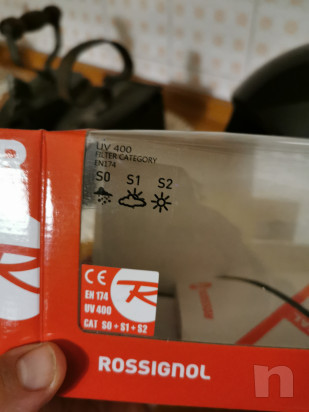 UV 400
FILTER CATEGORY
EN174
S0 S1 S2
CE
EN 174
UV 400
CAT S0 + S1 + S2
R
ROSSIGNOL
n